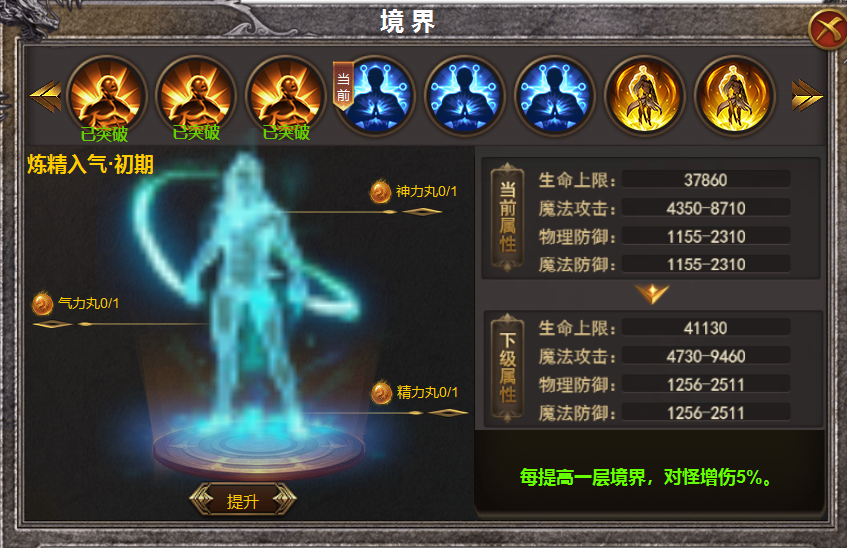 境界
当前
已突破
已突破
已突破
炼精入气·初期
神力丸0/1
气力丸0/1
精力丸0/1
提升
当前属性
生命上限：37860
魔法攻击：4350-8710
物理防御：1155-2310
魔法防御：1155-2310
下级属性
生命上限：41130
魔法攻击：4730-9460
物理防御：1256-2511
魔法防御：1256-2511
每提高一层境界，对怪增伤5%。